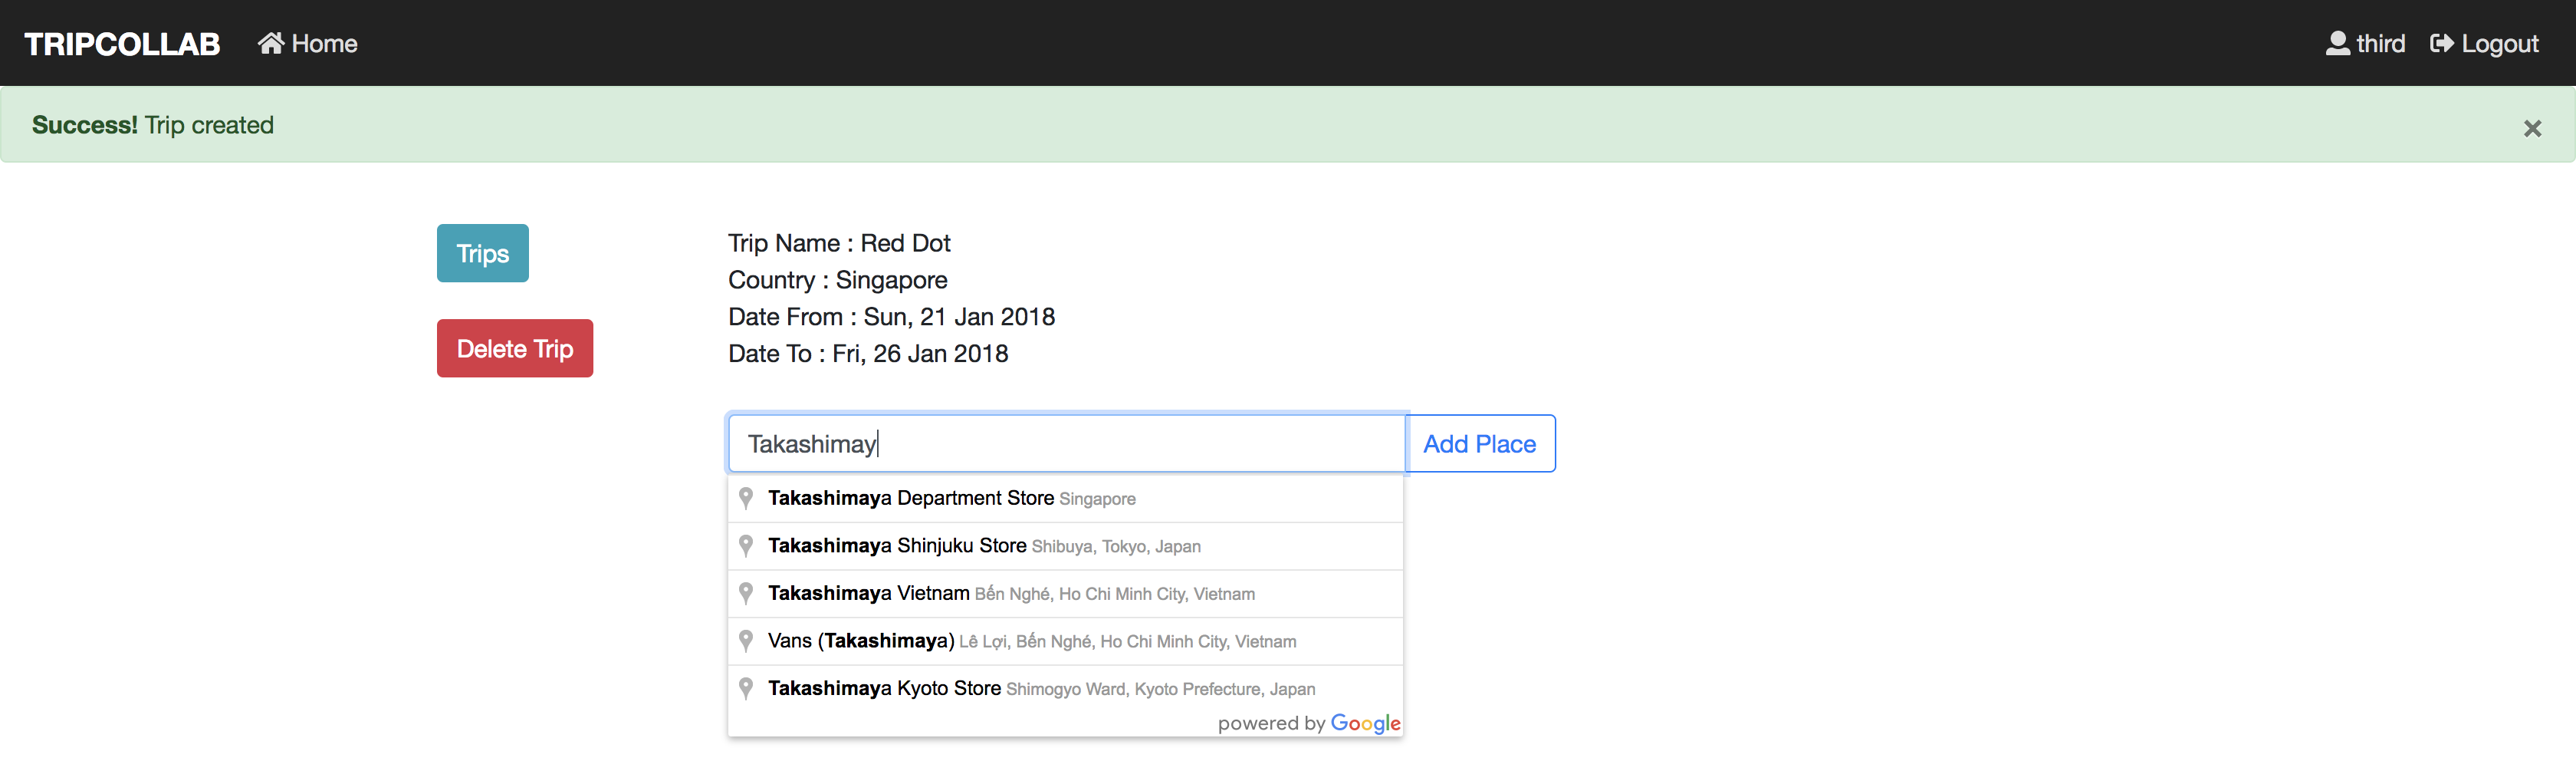 TRIPCOLLAB Home third Logout
Success! Trip created ×
Trips
Delete Trip
Trip Name : Red Dot
Country : Singapore
Date From : Sun, 21 Jan 2018
Date To : Fri, 26 Jan 2018
Takashimay Add Place
Takashimaya Department Store Singapore
Takashimaya Shinjuku Store Shibuya, Tokyo, Japan
Takashimaya Vietnam Bến Nghé, Ho Chi Minh City, Vietnam
Vans (Takashimaya) Lê Lợi, Bến Nghé, Ho Chi Minh City, Vietnam
Takashimaya Kyoto Store Shimogyo Ward, Kyoto Prefecture, Japan
powered by Google